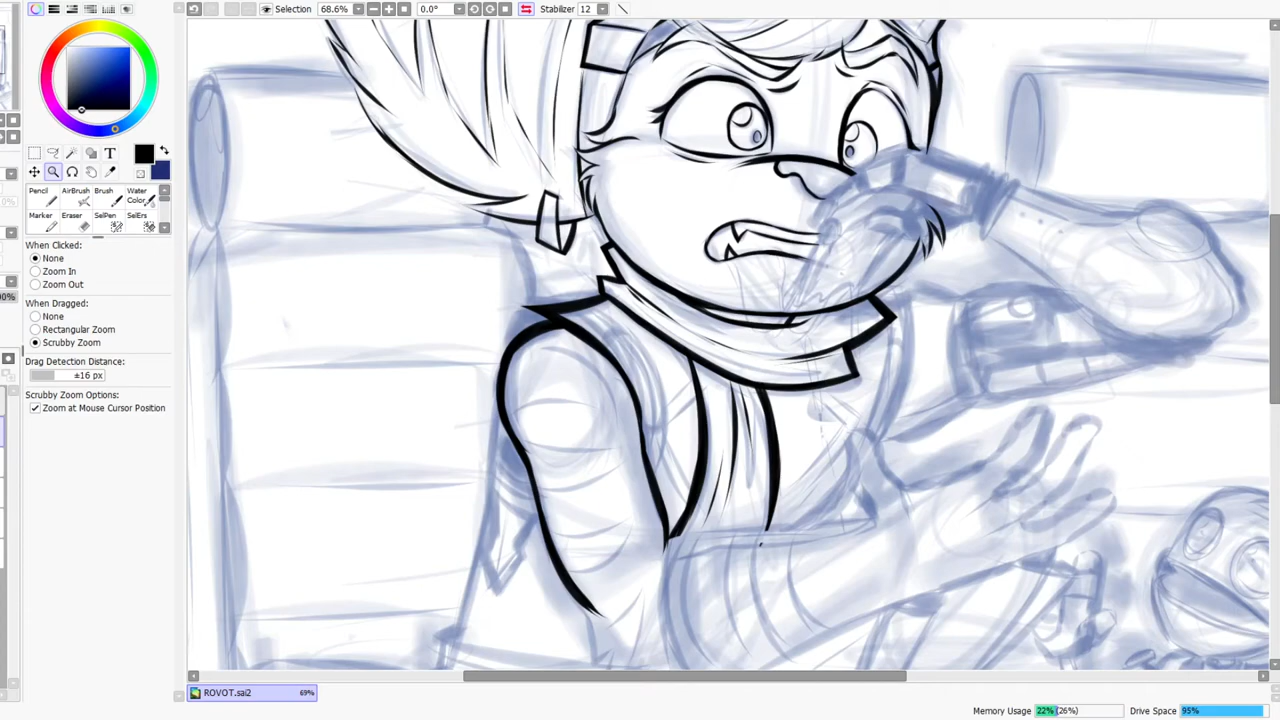 Selection 68.6% 0.0° Stabilizer 12
T
Pencil AirBrush Brush Water Color
Marker Eraser SelPen SelErs
When Clicked:
None
Zoom In
Zoom Out
When Dragged:
None
Rectangular Zoom
Scrubby Zoom
Drag Detection Distance:
±16 px
Scrubby Zoom Options:
Zoom at Mouse Cursor Position
ROVOT.sai2 69%
Memory Usage 22% (26%) Drive Space 95%